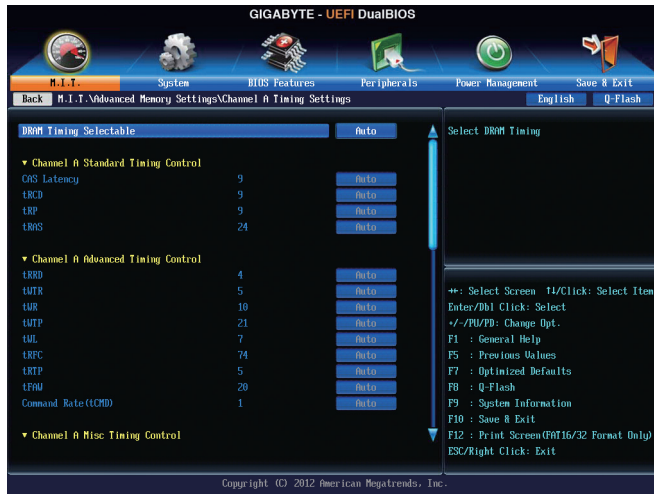 GIGABYTE - UEFI DualBIOS
M.I.T. System BIOS Features Peripherals Power Management Save & Exit
Back M.I.T.\Advanced Memory Settings\Channel A Timing Settings English Q-Flash
DRAM Timing Selectable Auto Select DRAM Timing
▼ Channel A Standard Timing Control
CAS Latency 9 Auto
tRCD 9 Auto
tRP 9 Auto
tRAS 24 Auto
▼ Channel A Advanced Timing Control
tRRD 4 Auto
tWTR 5 Auto
tWR 10 Auto
tWTP 21 Auto
tWL 7 Auto
tRFC 74 Auto
tRTP 5 Auto
tFAW 20 Auto
Command Rate(tCMD) 1 Auto
▼ Channel A Misc Timing Control
→←: Select Screen ↑↓/Click: Select Item
Enter/Dbl Click: Select
+/-/PU/PD: Change Opt.
F1 : General Help
F5 : Previous Values
F7 : Optimized Defaults
F8 : Q-Flash
F9 : System Information
F10 : Save & Exit
F12 : Print Screen(FAT16/32 Format Only)
ESC/Right Click: Exit
Copyright (C) 2012 American Megatrends, Inc.